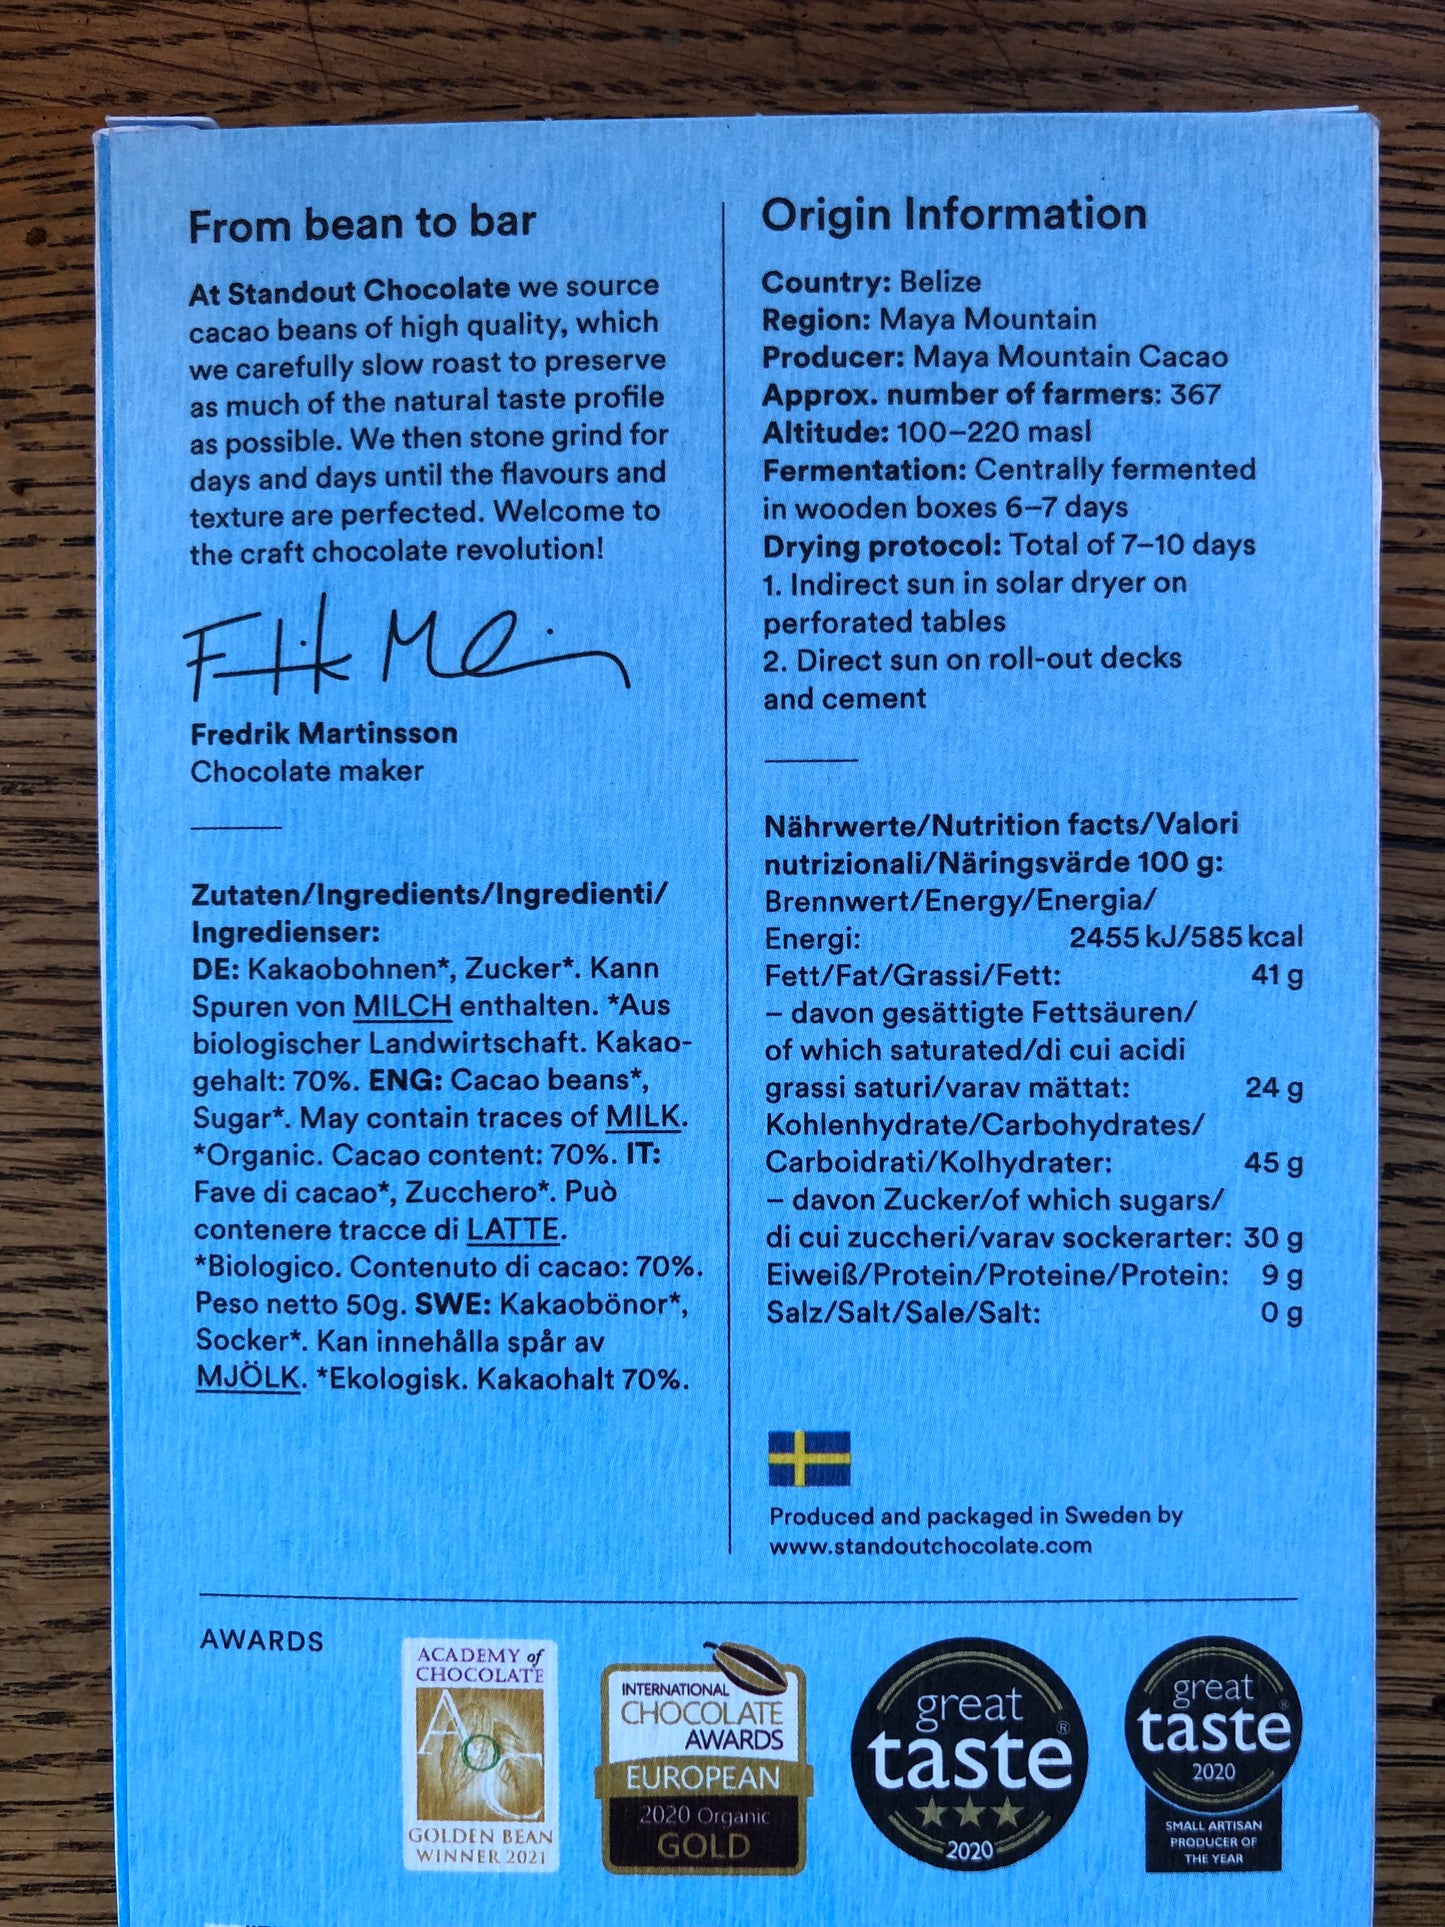 From bean to bar
At Standout Chocolate we source
cacao beans of high quality, which
we carefully slow roast to preserve
as much of the natural taste profile
as possible. We then stone grind for
days and days until the flavours and
texture are perfected. Welcome to
the craft chocolate revolution!
Fredrik Martinsson
Chocolate maker
Zutaten/Ingredients/Ingredienti/
Ingredienser:
DE: Kakaobohnen*, Zucker*. Kann
Spuren von MILCH enthalten. *Aus
biologischer Landwirtschaft. Kakao-
gehalt: 70%. ENG: Cacao beans*,
Sugar*. May contain traces of MILK.
*Organic. Cacao content: 70%. IT:
Fave di cacao*, Zucchero*. Può
contenere tracce di LATTE.
*Biologico. Contenuto di cacao: 70%.
Peso netto 50g. SWE: Kakaobönor*,
Socker*. Kan innehålla spår av
MJÖLK. *Ekologisk. Kakaohalt 70%.
Origin Information
Country: Belize
Region: Maya Mountain
Producer: Maya Mountain Cacao
Approx. number of farmers: 367
Altitude: 100–220 masl
Fermentation: Centrally fermented
in wooden boxes 6–7 days
Drying protocol: Total of 7–10 days
1. Indirect sun in solar dryer on
perforated tables
2. Direct sun on roll-out decks
and cement
Nährwerte/Nutrition facts/Valori
nutrizionali/Näringsvärde 100 g:
Brennwert/Energy/Energia/
Energi: 2455 kJ/585 kcal
Fett/Fat/Grassi/Fett: 41 g
– davon gesättigte Fettsäuren/
of which saturated/di cui acidi
grassi saturi/varav mättat: 24 g
Kohlenhydrate/Carbohydrates/
Carboidrati/Kolhydrater: 45 g
– davon Zucker/of which sugars/
di cui zuccheri/varav sockerarter: 30 g
Eiweiß/Protein/Proteine/Protein: 9 g
Salz/Salt/Sale/Salt: 0 g
Produced and packaged in Sweden by
www.standoutchocolate.com
AWARDS
ACADEMY of
CHOCOLATE
AOC
GOLDEN BEAN
WINNER 2021
INTERNATIONAL
CHOCOLATE
AWARDS
EUROPEAN
2020 Organic
GOLD
great
taste®
2020
great
taste®
2020
SMALL ARTISAN
PRODUCER OF
THE YEAR